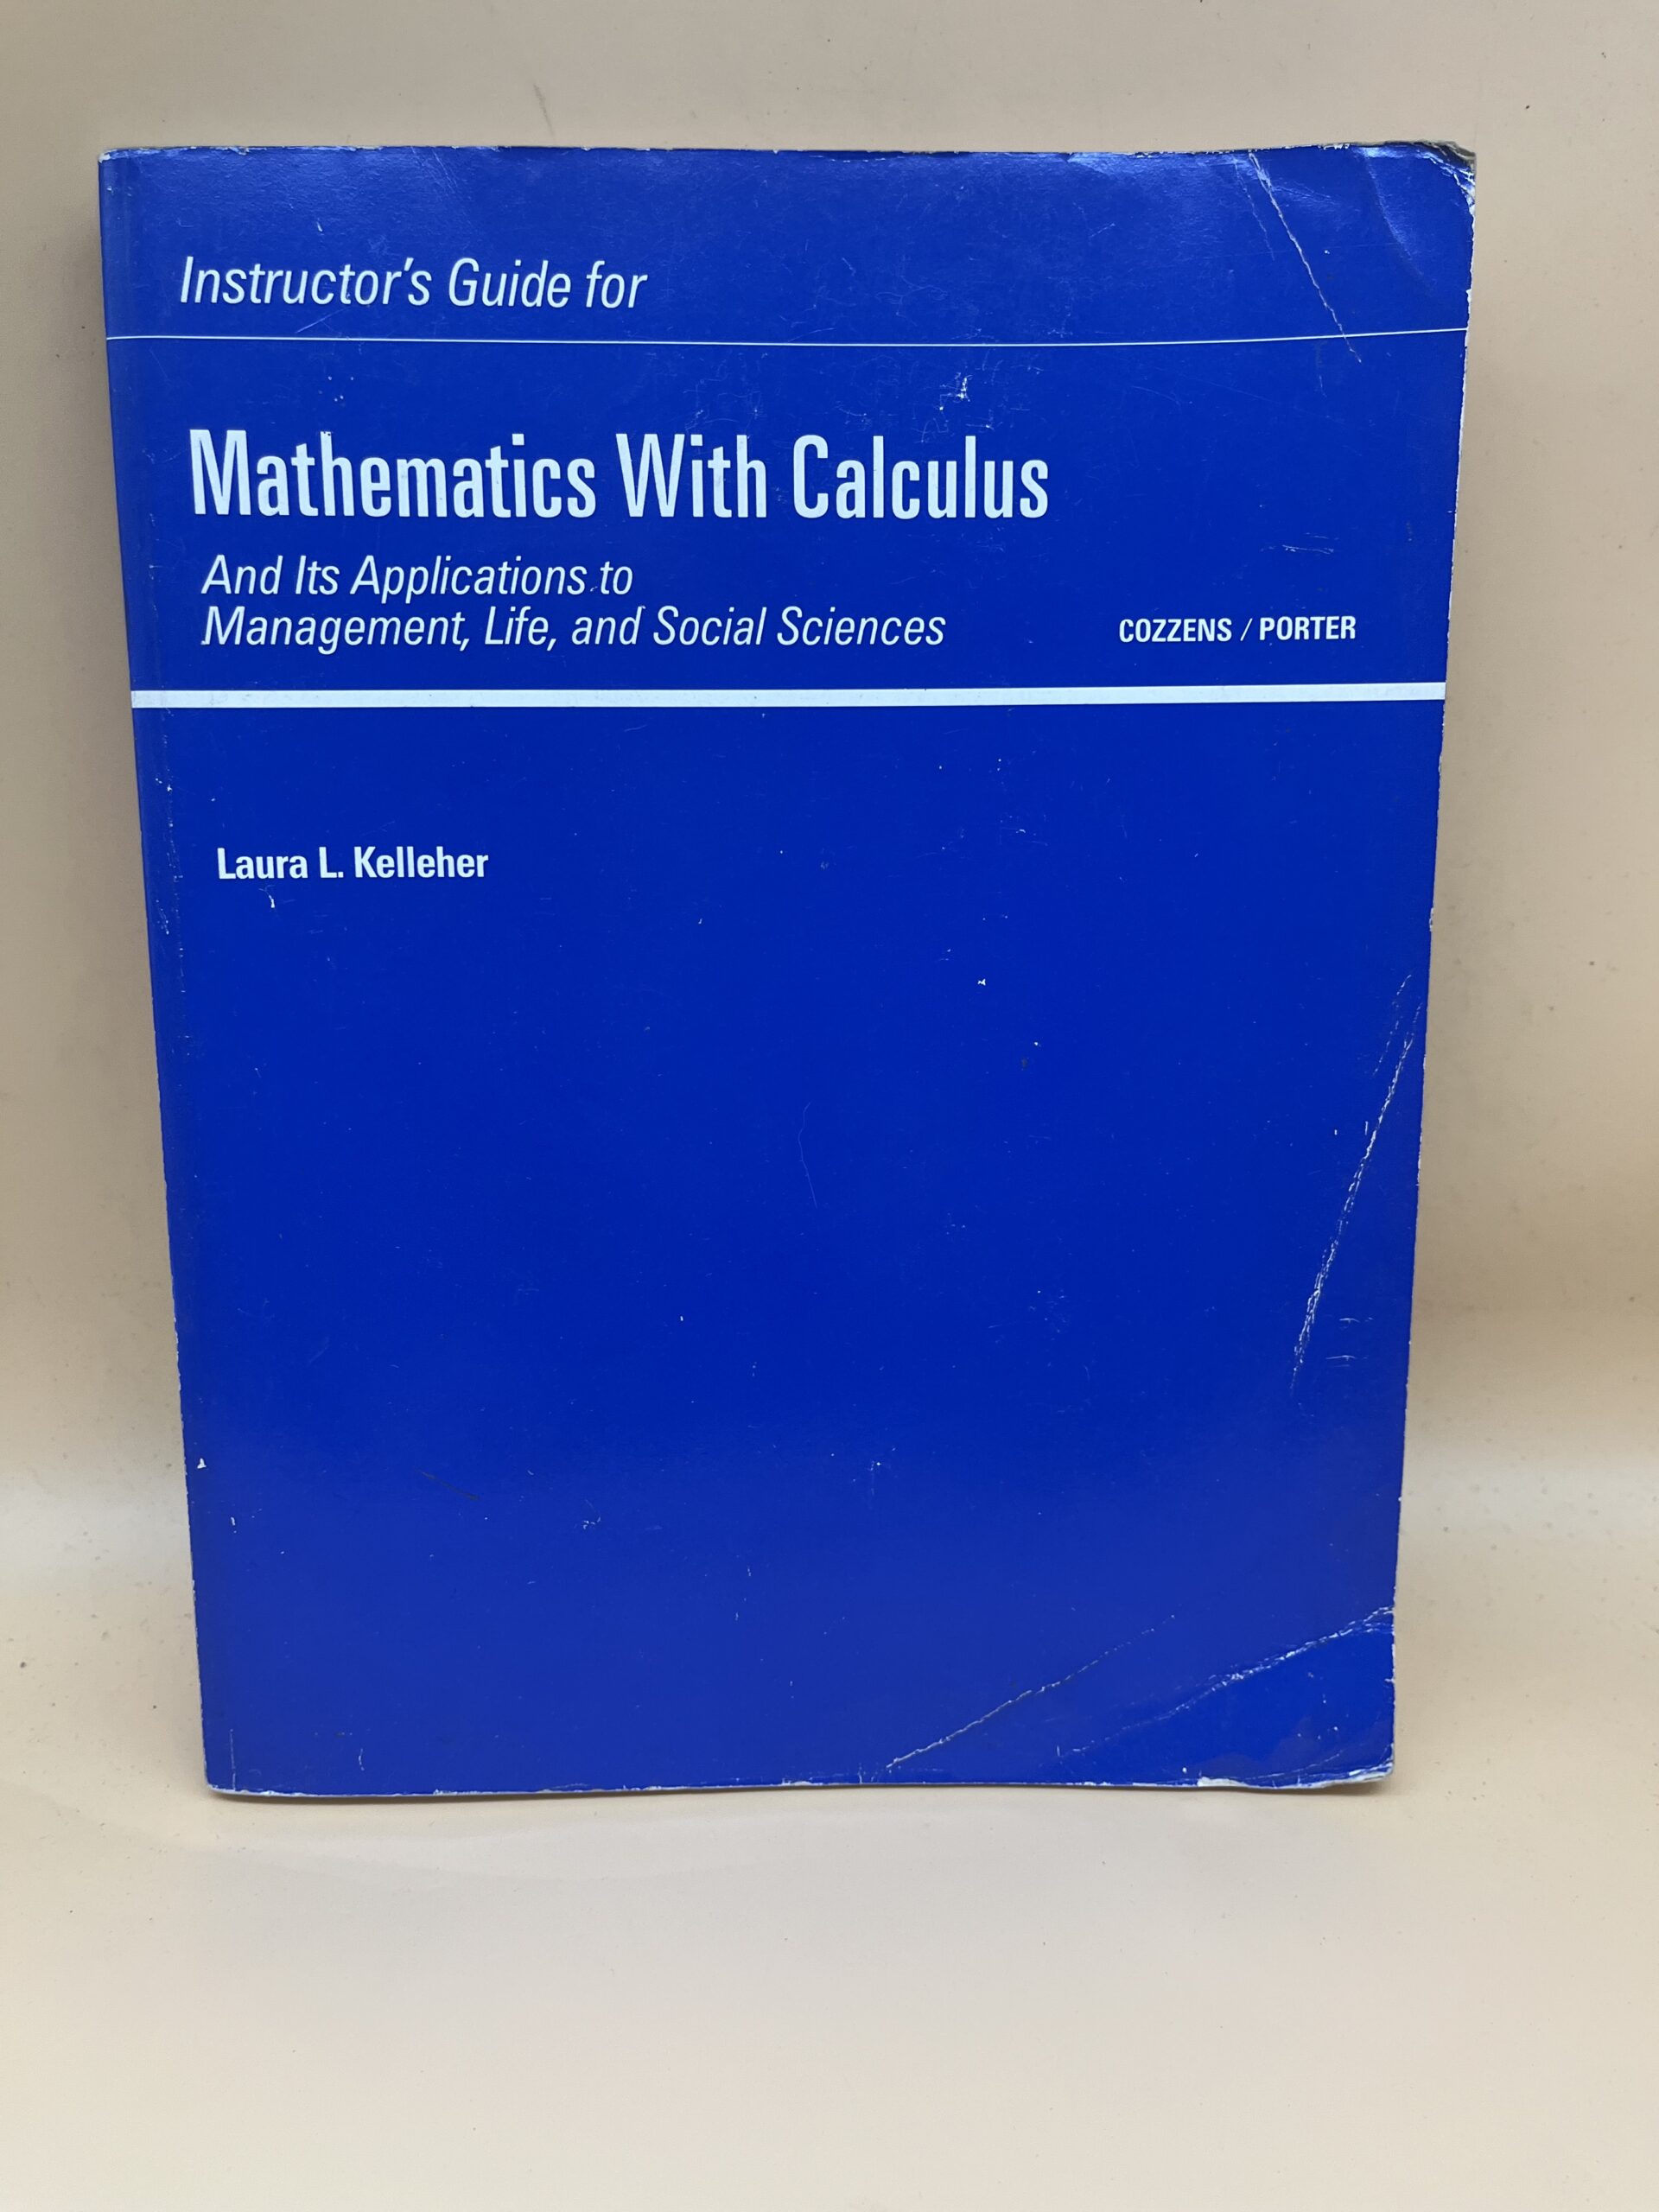 Instructor's Guide for
Mathematics With Calculus
And Its Applications to
Management, Life, and Social Sciences
COZZENS / PORTER
Laura L. Kelleher